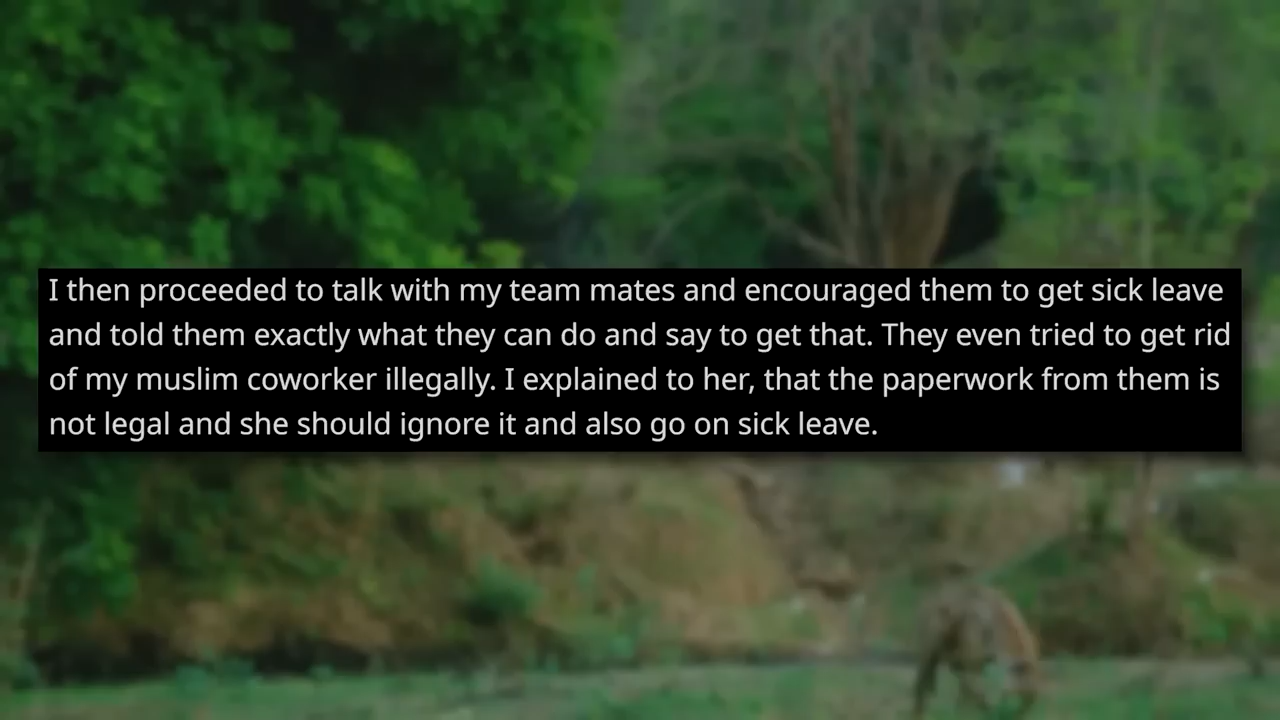 I then proceeded to talk with my team mates and encouraged them to get sick leave
and told them exactly what they can do and say to get that. They even tried to get rid
of my muslim coworker illegally. I explained to her, that the paperwork from them is
not legal and she should ignore it and also go on sick leave.